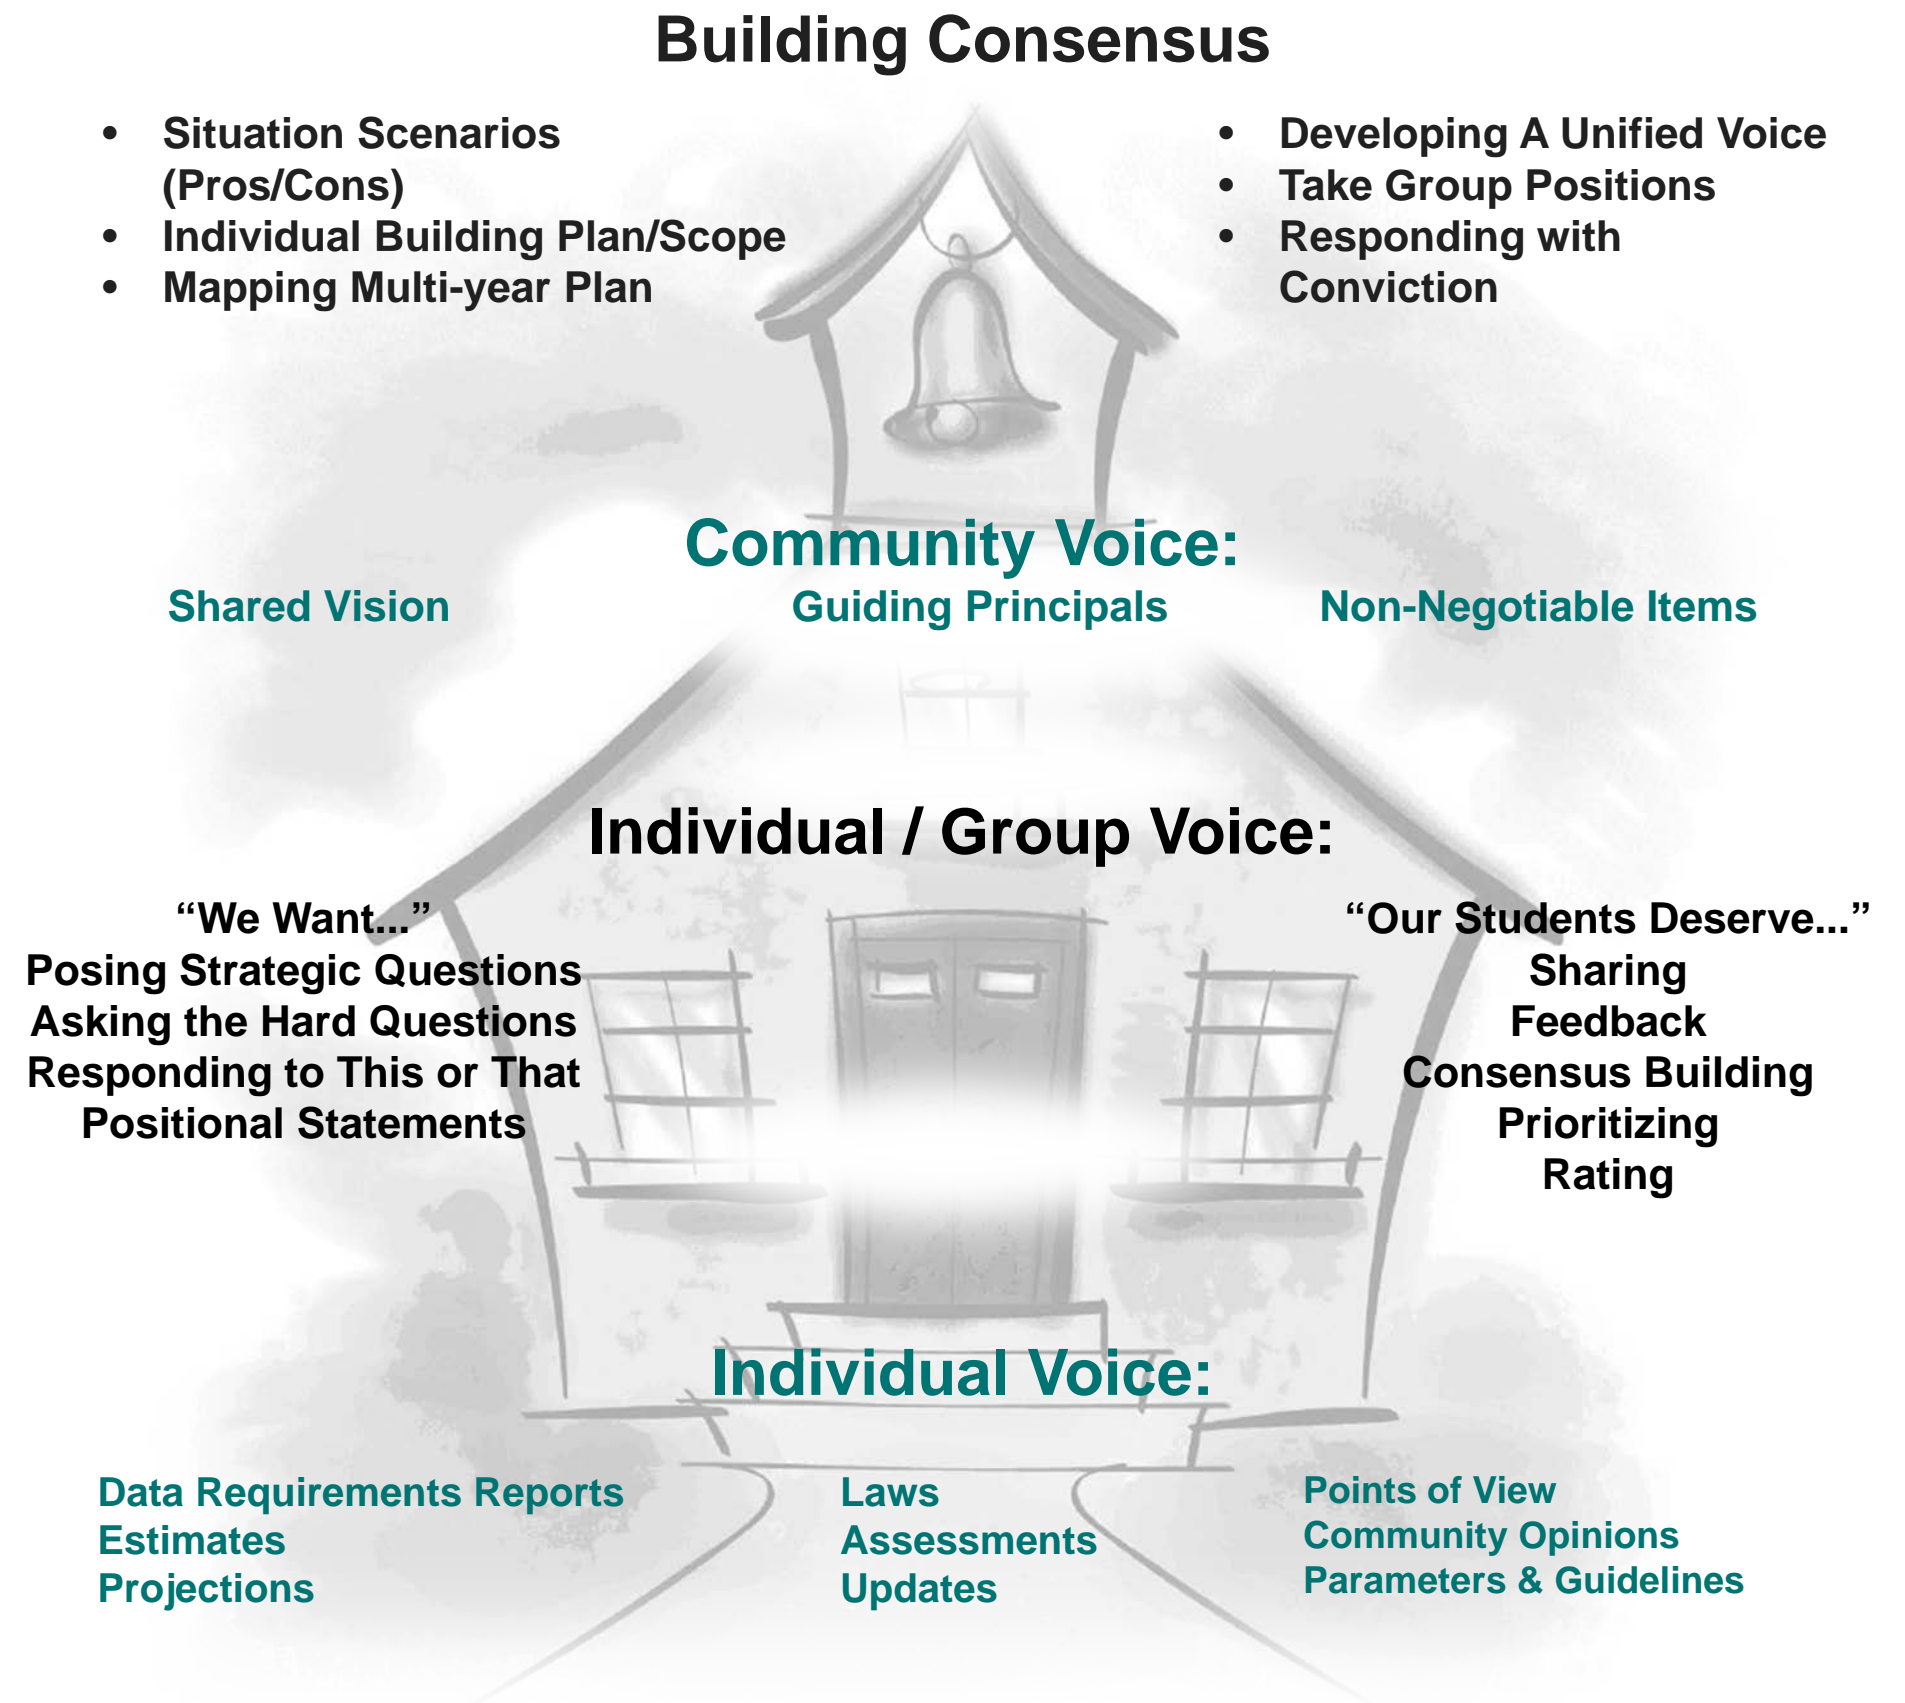 Building Consensus
• Situation Scenarios
(Pros/Cons)
• Individual Building Plan/Scope
• Mapping Multi-year Plan
• Developing A Unified Voice
• Take Group Positions
• Responding with
Conviction
Community Voice:
Shared Vision
Guiding Principals
Non-Negotiable Items
Individual / Group Voice:
“We Want...”
Posing Strategic Questions
Asking the Hard Questions
Responding to This or That
Positional Statements
“Our Students Deserve...”
Sharing
Feedback
Consensus Building
Prioritizing
Rating
Individual Voice:
Data Requirements Reports
Estimates
Projections
Laws
Assessments
Updates
Points of View
Community Opinions
Parameters & Guidelines